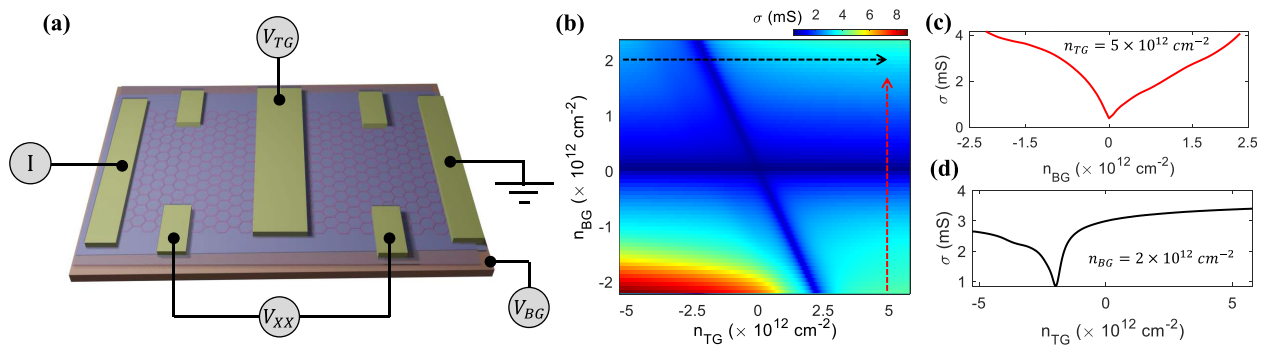 (a)
V_TG
I
V_XX
V_BG
(b)
σ (mS)
2 4 6 8
n_BG (× 10^12 cm^-2)
2
1
0
-1
-2
-5 -2.5 0 2.5 5
n_TG (× 10^12 cm^-2)
(c)
n_TG = 5 × 10^12 cm^-2
σ (mS)
4
2
0
-2.5 -1.5 0 1.5 2.5
n_BG (× 10^12 cm^-2)
(d)
σ (mS)
4
3
2
1
n_BG = 2 × 10^12 cm^-2
-5 0 5
n_TG (× 10^12 cm^-2)